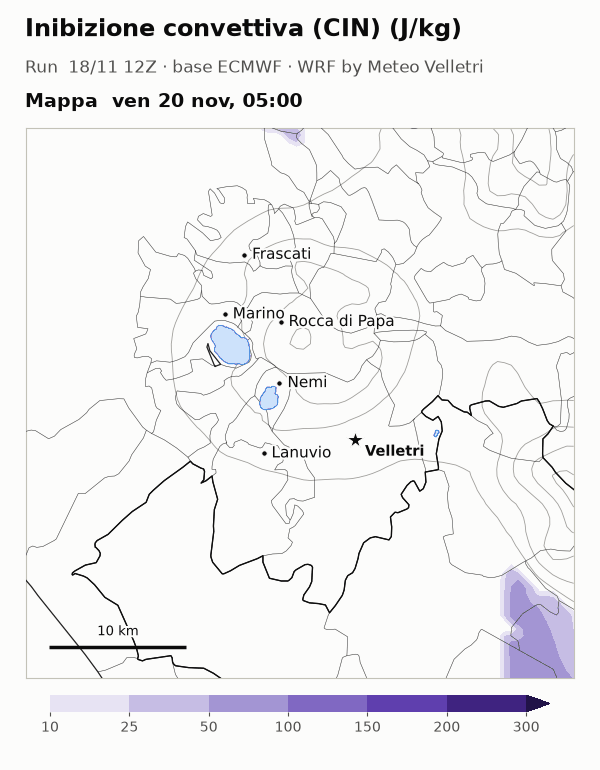 Inibizione convettiva (CIN) (J/kg)
Run 18/11 12Z · base ECMWF · WRF by Meteo Velletri
Mappa ven 20 nov, 05:00
Frascati
Marino
Rocca di Papa
Nemi
Velletri
Lanuvio
10 km
10 25 50 100 150 200 300